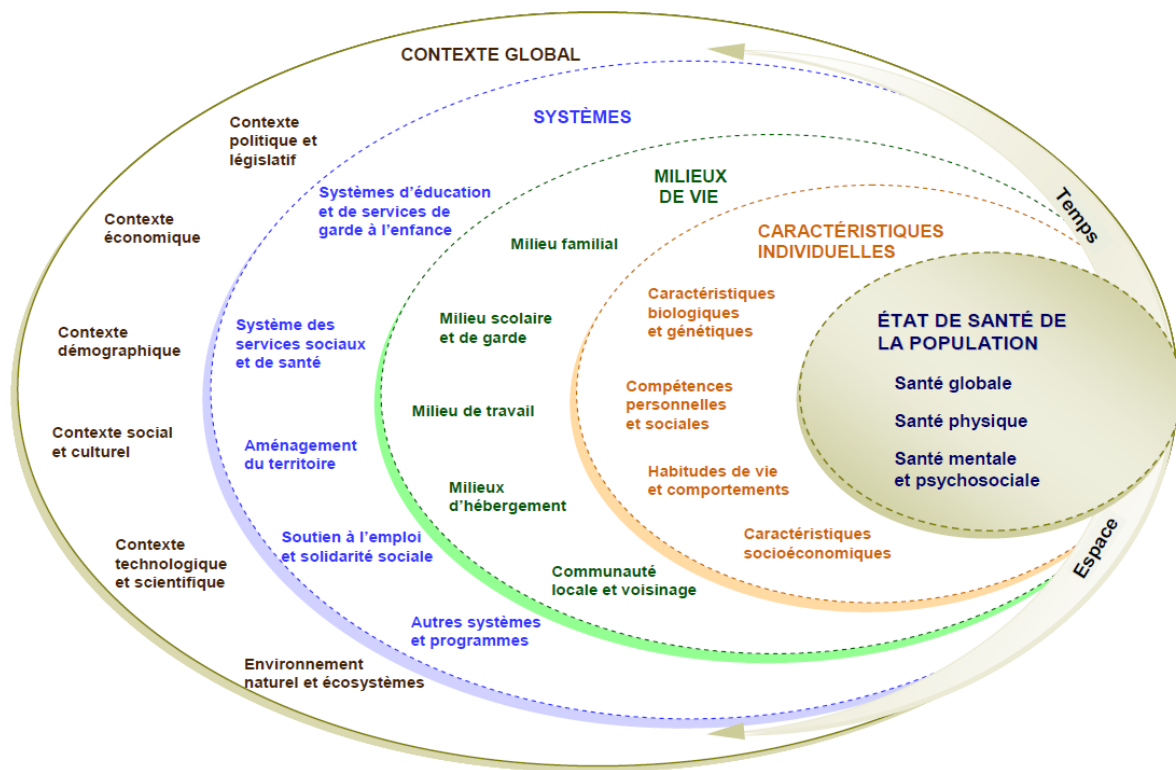 CONTEXTE GLOBAL
Contexte
politique et
législatif
Contexte
économique
Contexte
démographique
Contexte social
et culturel
Contexte
technologique
et scientifique
Environnement
naturel et écosystèmes
SYSTÈMES
Systèmes d'éducation
et de services de
garde à l'enfance
Système des
services sociaux
et de santé
Aménagement
du territoire
Soutien à l'emploi
et solidarité sociale
Autres systèmes
et programmes
MILIEUX
DE VIE
Milieu familial
Milieu scolaire
et de garde
Milieu de travail
Milieux
d'hébergement
Communauté
locale et voisinage
CARACTÉRISTIQUES
INDIVIDUELLES
Caractéristiques
biologiques
et génétiques
Compétences
personnelles
et sociales
Habitudes de vie
et comportements
Caractéristiques
socioéconomiques
ÉTAT DE SANTÉ DE
LA POPULATION
Santé globale
Santé physique
Santé mentale
et psychosociale
Temps
Espace